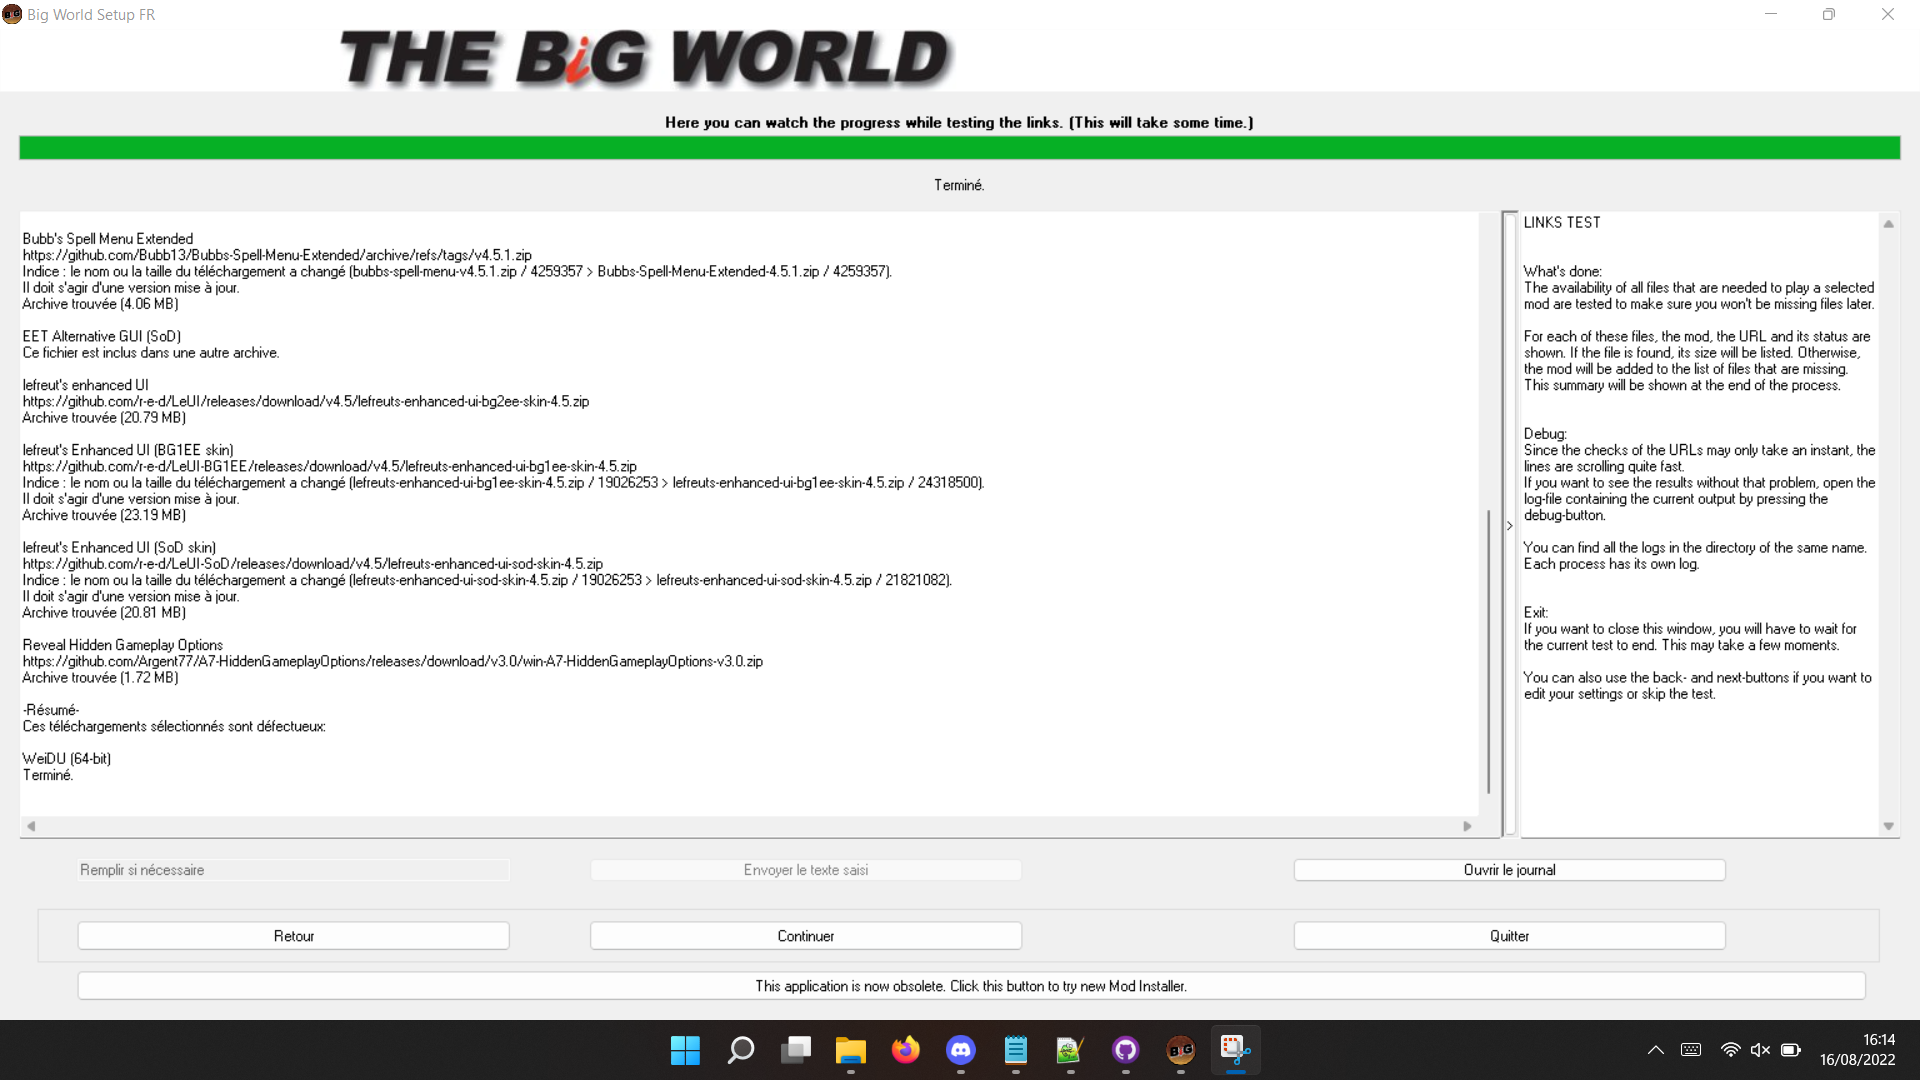 Big World Setup FR
THE BiG WORLD
Here you can watch the progress while testing the links. (This will take some time.)
Terminé.
Bubb's Spell Menu Extended
https://github.com/Bubb13/Bubbs-Spell-Menu-Extended/archive/refs/tags/v4.5.1.zip
Indice : le nom ou la taille du téléchargement a changé (bubbs-spell-menu-v4.5.1.zip / 4259357 > Bubbs-Spell-Menu-Extended-4.5.1.zip / 4259357).
Il doit s'agir d'une version mise à jour.
Archive trouvée (4.06 MB)
EET Alternative GUI (SoD)
Ce fichier est inclus dans une autre archive.
lefreut's enhanced UI
https://github.com/r-e-d/LeUI/releases/download/v4.5/lefreuts-enhanced-ui-bg2ee-skin-4.5.zip
Archive trouvée (20.79 MB)
lefreut's Enhanced UI (BG1EE skin)
https://github.com/r-e-d/LeUI-BG1EE/releases/download/v4.5/lefreuts-enhanced-ui-bg1ee-skin-4.5.zip
Indice : le nom ou la taille du téléchargement a changé (lefreuts-enhanced-ui-bg1ee-skin-4.5.zip / 19026253 > lefreuts-enhanced-ui-bg1ee-skin-4.5.zip / 24318500).
Il doit s'agir d'une version mise à jour.
Archive trouvée (23.19 MB)
lefreut's Enhanced UI (SoD skin)
https://github.com/r-e-d/LeUI-SoD/releases/download/v4.5/lefreuts-enhanced-ui-sod-skin-4.5.zip
Indice : le nom ou la taille du téléchargement a changé (lefreuts-enhanced-ui-sod-skin-4.5.zip / 19026253 > lefreuts-enhanced-ui-sod-skin-4.5.zip / 21821082).
Il doit s'agir d'une version mise à jour.
Archive trouvée (20.81 MB)
Reveal Hidden Gameplay Options
https://github.com/Argent77/A7-HiddenGameplayOptions/releases/download/v3.0/win-A7-HiddenGameplayOptions-v3.0.zip
Archive trouvée (1.72 MB)
-Résumé-
Ces téléchargements sélectionnés sont défectueux:
WeiDU (64-bit)
Terminé.
LINKS TEST
What's done:
The availability of all files that are needed to play a selected
mod are tested to make sure you won't be missing files later.
For each of these files, the mod, the URL and its status are
shown. If the file is found, its size will be listed. Otherwise,
the mod will be added to the list of files that are missing.
This summary will be shown at the end of the process.
Debug:
Since the checks of the URLs may only take an instant, the
lines are scrolling quite fast.
If you want to see the results without that problem, open the
log-file containing the current output by pressing the
debug-button.
You can find all the logs in the directory of the same name.
Each process has its own log.
Exit:
If you want to close this window, you will have to wait for
the current test to end. This may take a few moments.
You can also use the back- and next-buttons if you want to
edit your settings or skip the test.
Remplir si nécessaire
Envoyer le texte saisi
Ouvrir le journal
Retour
Continuer
Quitter
This application is now obsolete. Click this button to try new Mod Installer.
16:14
16/08/2022